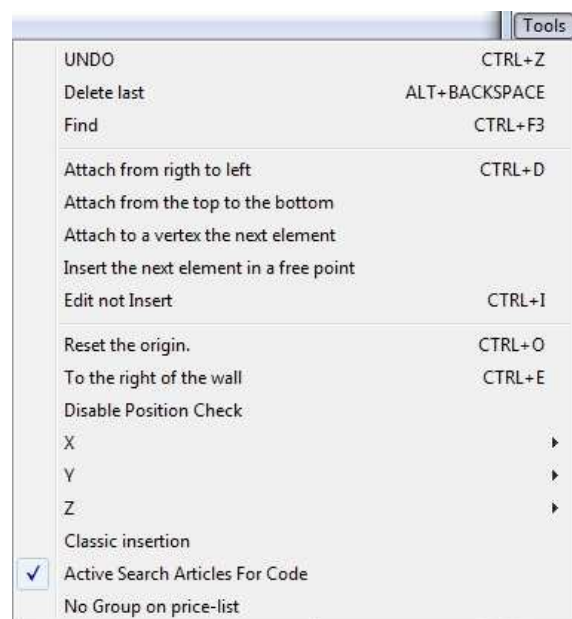 Tools
UNDO CTRL+Z
Delete last ALT+BACKSPACE
Find CTRL+F3
Attach from rigth to left CTRL+D
Attach from the top to the bottom
Attach to a vertex the next element
Insert the next element in a free point
Edit not Insert CTRL+I
Reset the origin. CTRL+O
To the right of the wall CTRL+E
Disable Position Check
X
Y
Z
Classic insertion
Active Search Articles For Code
No Group on price-list